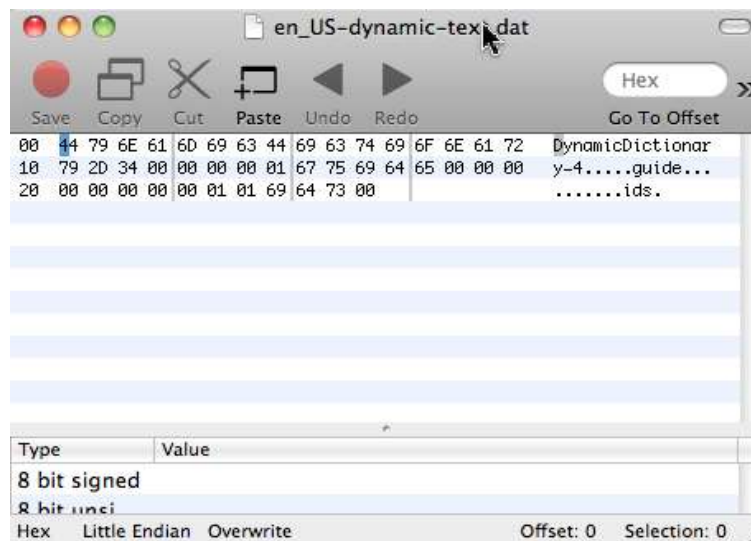 en_US-dynamic-text.dat
Hex
Save Copy Cut Paste Undo Redo Go To Offset
00 44 79 6E 61 6D 69 63 44 69 63 74 69 6F 6E 61 72 DynamicDictionar
10 79 2D 34 00 00 00 00 01 67 75 69 64 65 00 00 00 y-4.....guide...
20 00 00 00 00 00 01 01 69 64 73 00 .......ids.
Type Value
8 bit signed
8 bit unsi
Hex Little Endian Overwrite Offset: 0 Selection: 0